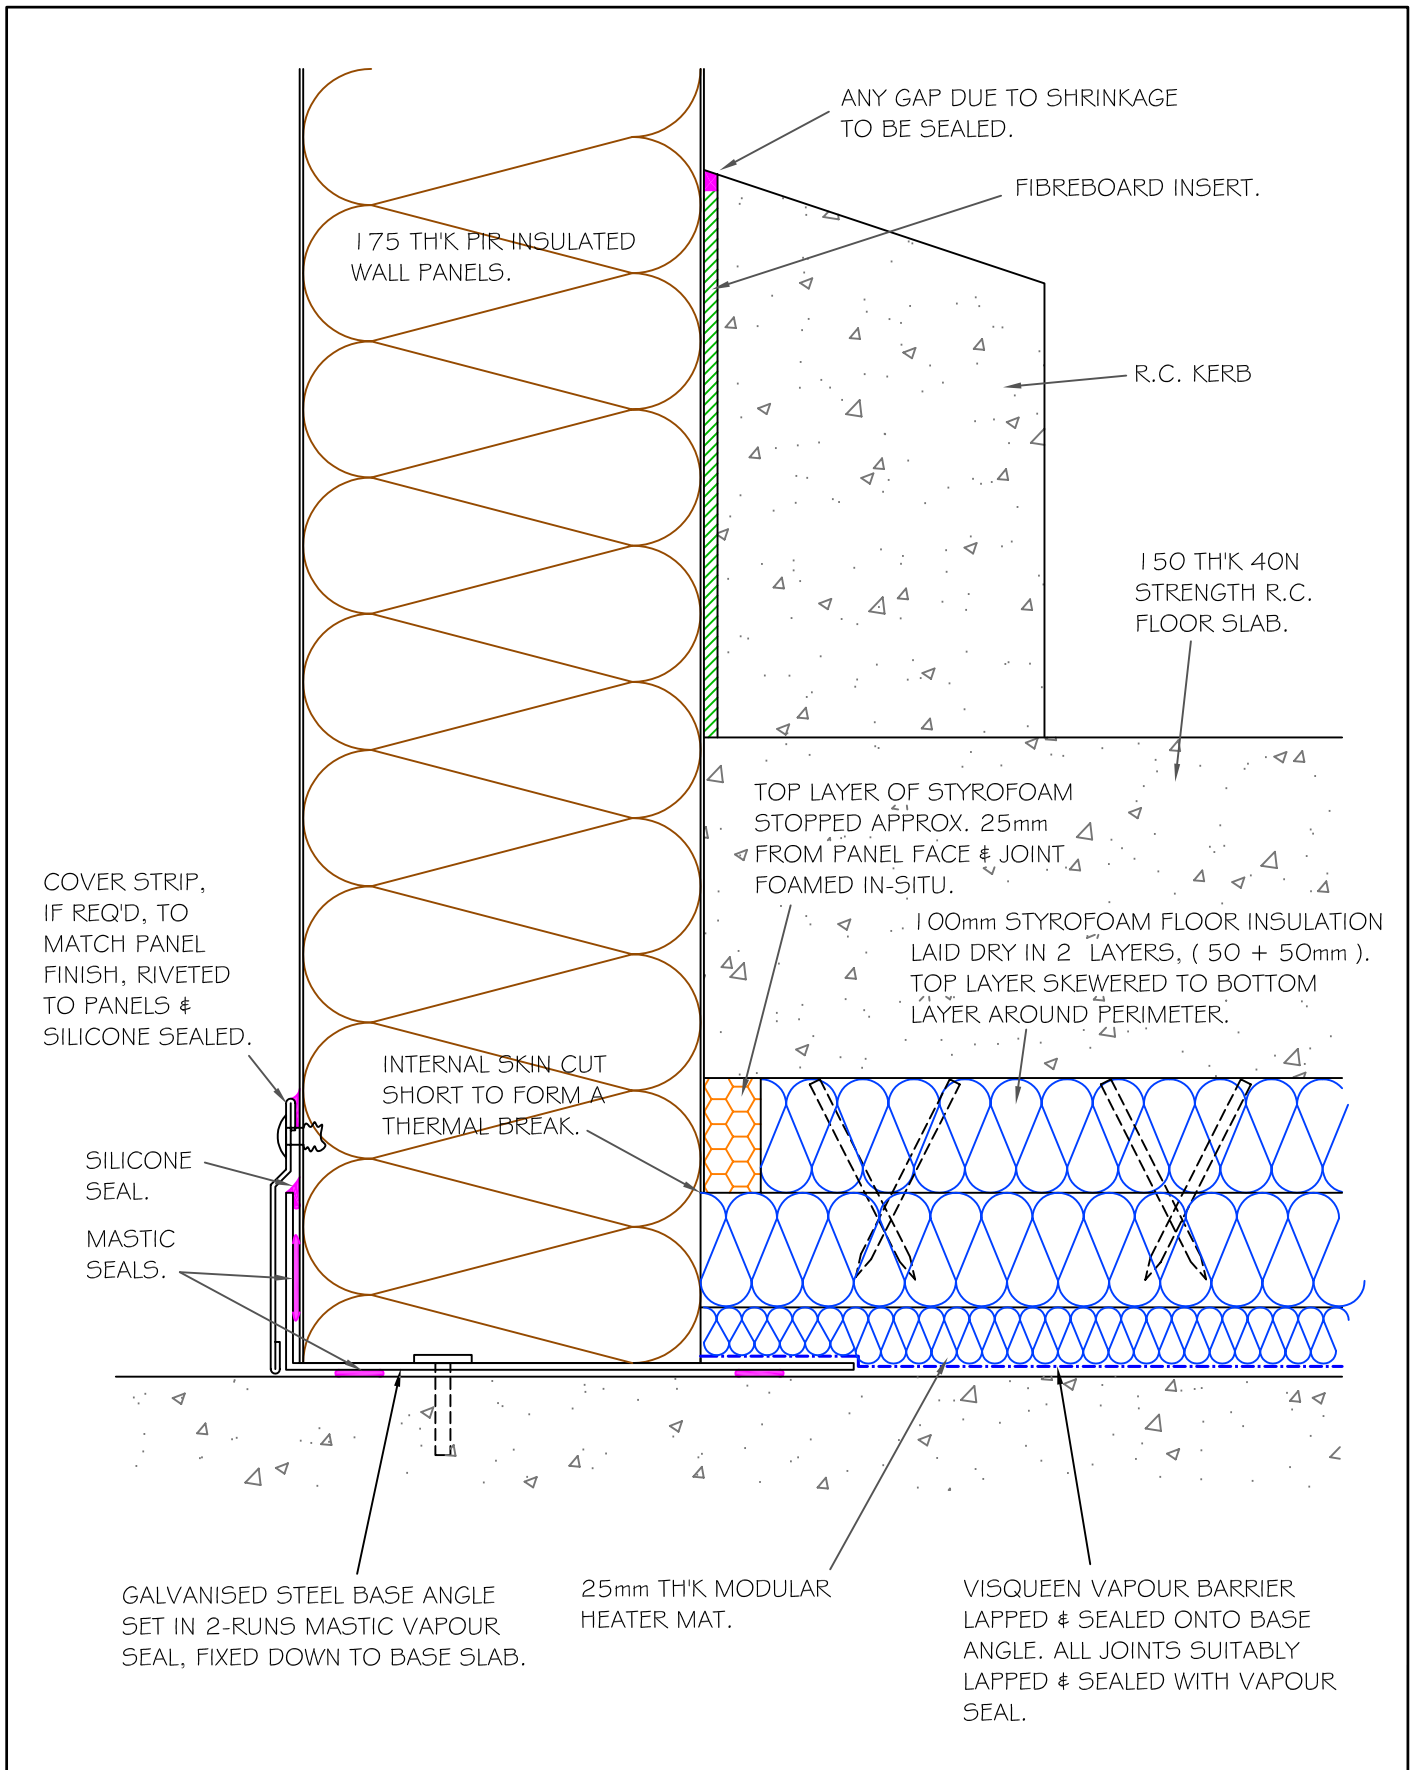 ANY GAP DUE TO SHRINKAGE
TO BE SEALED.
FIBREBOARD INSERT.
175 TH'K PIR INSULATED
WALL PANELS.
R.C. KERB
150 TH'K 40N
STRENGTH R.C.
FLOOR SLAB.
TOP LAYER OF STYROFOAM
STOPPED APPROX. 25mm
FROM PANEL FACE & JOINT
FOAMED IN-SITU.
COVER STRIP,
IF REQ'D, TO
MATCH PANEL
FINISH, RIVETED
TO PANELS &
SILICONE SEALED.
100mm STYROFOAM FLOOR INSULATION
LAID DRY IN 2 LAYERS, ( 50 + 50mm ).
TOP LAYER SKEWERED TO BOTTOM
LAYER AROUND PERIMETER.
INTERNAL SKIN CUT
SHORT TO FORM A
THERMAL BREAK.
SILICONE
SEAL.
MASTIC
SEALS.
GALVANISED STEEL BASE ANGLE
SET IN 2-RUNS MASTIC VAPOUR
SEAL, FIXED DOWN TO BASE SLAB.
25mm TH'K MODULAR
HEATER MAT.
VISQUEEN VAPOUR BARRIER
LAPPED & SEALED ONTO BASE
ANGLE. ALL JOINTS SUITABLY
LAPPED & SEALED WITH VAPOUR
SEAL.